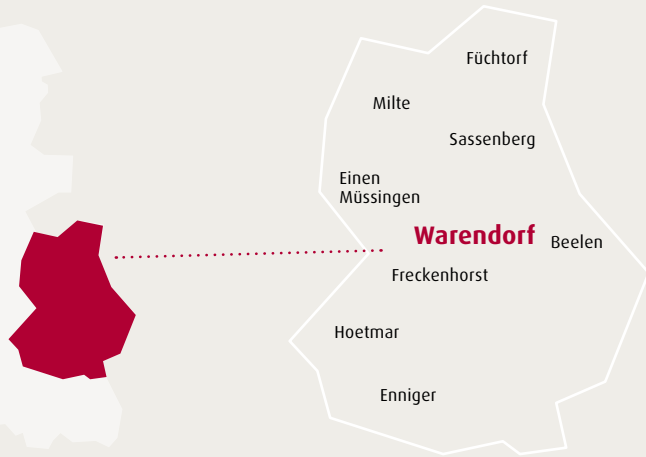 Füchtorf
Milte
Sassenberg
Einen
Müssingen
Warendorf
Beelen
Freckenhorst
Hoetmar
Enniger